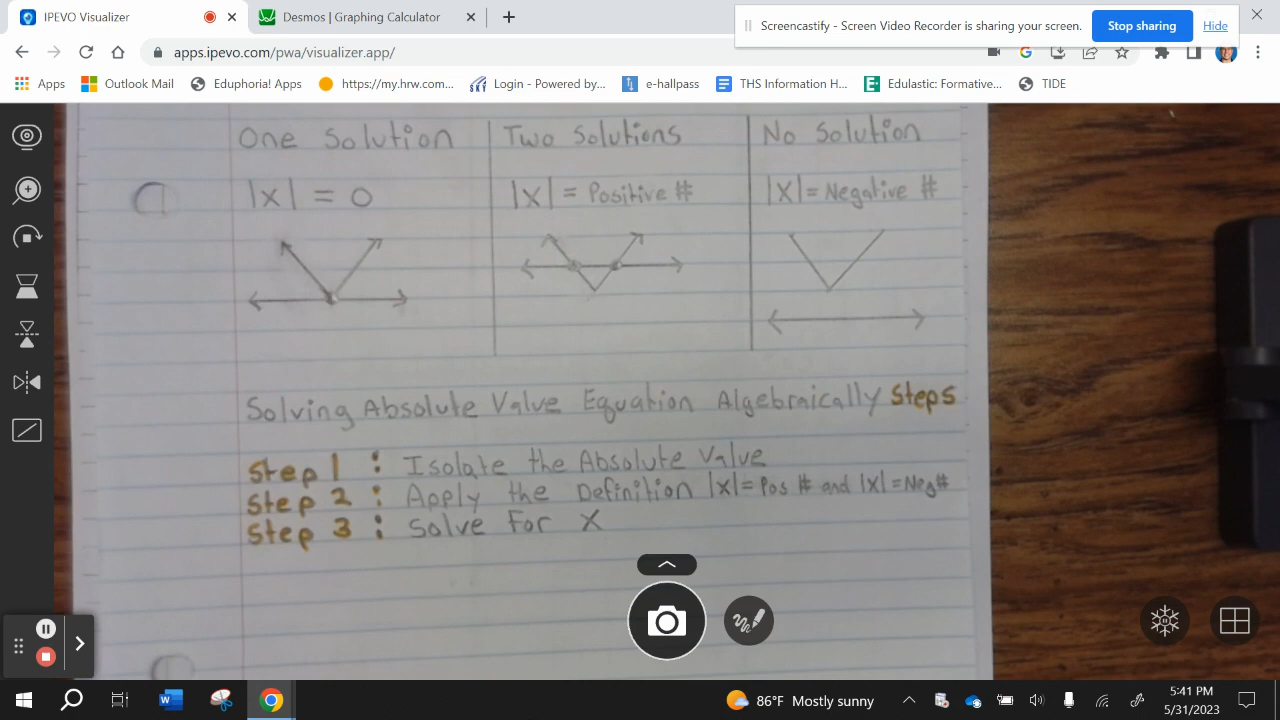 IPEVO Visualizer
Desmos | Graphing Calculator
Screencastify - Screen Video Recorder is sharing your screen.
Stop sharing
Hide
apps.ipevo.com/pwa/visualizer.app/
Apps
Outlook Mail
Eduphoria! Apps
https://my.hrw.com...
Login - Powered by...
e-hallpass
THS Information H...
Edulastic: Formative...
TIDE
One Solution
Two Solutions
No Solution
|X| = 0
|X| = Positive #
|X| = Negative #
Solving Absolute Value Equation Algebraically Steps
Step 1 : Isolate the Absolute Value
Step 2 : Apply the Definition |X|=Pos # and |X|=Neg#
Step 3 : Solve For X
86°F Mostly sunny
5:41 PM
5/31/2023